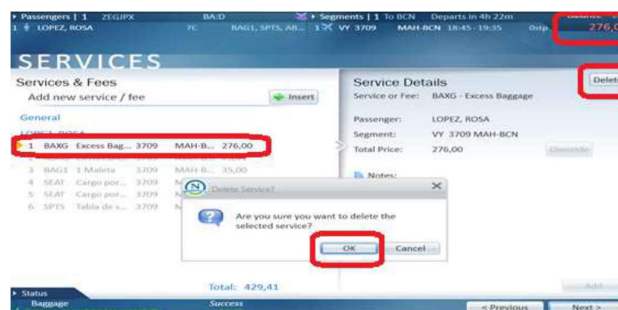 Passengers | 1 ZEGJPX BA:D Segments | 1 To BCN Departs in 4h 22m
1 LOPEZ, ROSA 7C BAG1, SPTS, AB... 1 VY 3709 MAH-BCN 18:45 - 19:35 276,0
SERVICES
Services & Fees
Service Details
Delete
Add new service / fee
Insert
Service or Fee: BAXG - Excess Baggage
General
Passenger: LOPEZ, ROSA
LOPEZ, ROSA
Segment: VY 3709 MAH-BCN
1 BAXG Excess Bag... 3709 MAH-B... 276,00
Total Price: 276,00
Override
3 BAG1 1 Maleta 3709 MAH-B... 35,00
Notes:
4 SEAT Cargo por... 3709
Delete Service?
5 SEAT Cargo por... 3709
6 SPTS Tabla de s... 3709
Are you sure you want to delete the
selected service?
OK Cancel
Total: 429,41
Add
Status
Baggage Success
< Previous Next >